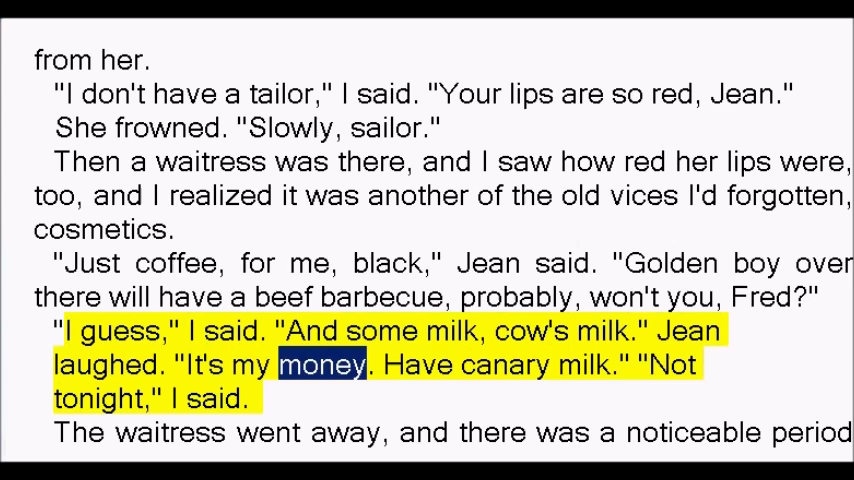 from her.
"I don't have a tailor," I said. "Your lips are so red, Jean."
She frowned. "Slowly, sailor."
Then a waitress was there, and I saw how red her lips were,
too, and I realized it was another of the old vices I'd forgotten,
cosmetics.
"Just coffee, for me, black," Jean said. "Golden boy over
there will have a beef barbecue, probably, won't you, Fred?"
"I guess," I said. "And some milk, cow's milk." Jean
laughed. "It's my money. Have canary milk." "Not
tonight," I said.
The waitress went away, and there was a noticeable period